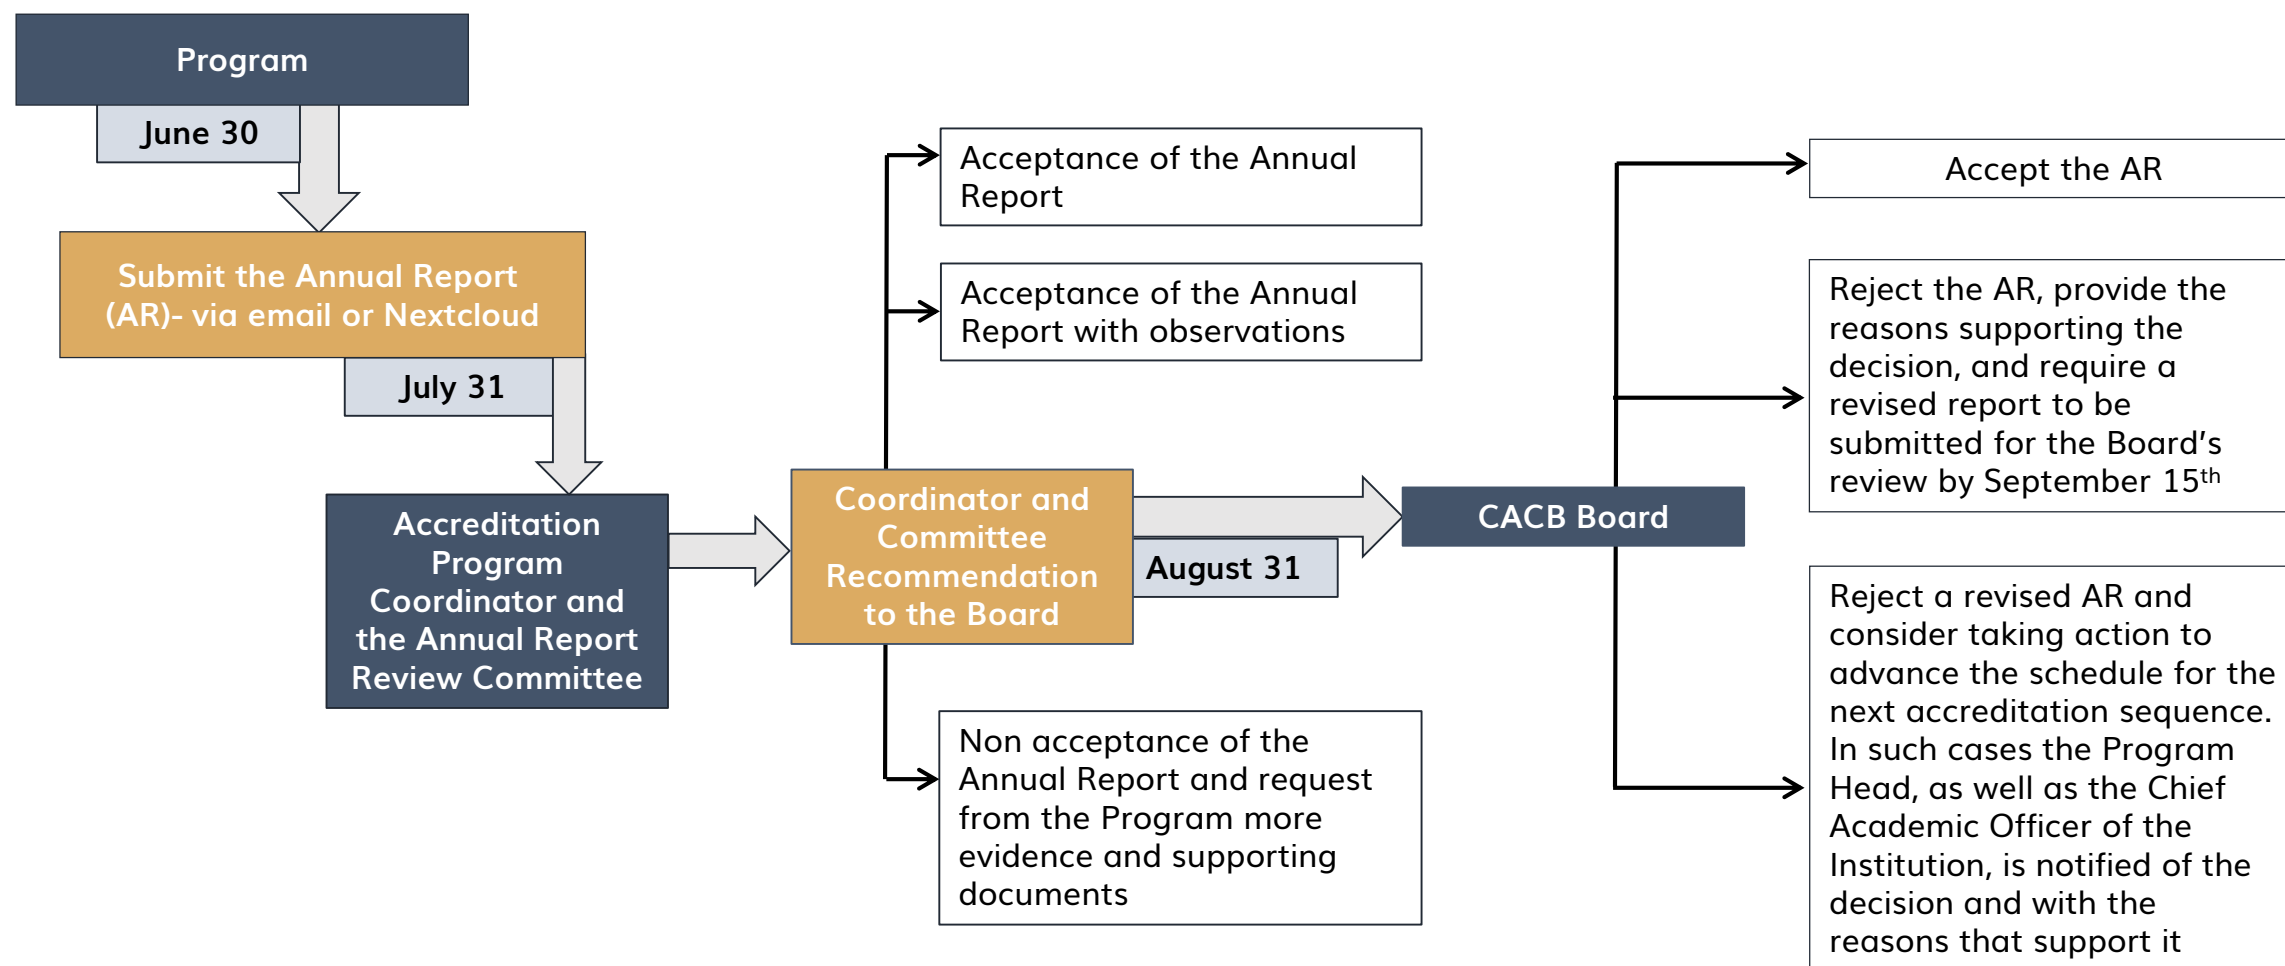 Program
June 30
Submit the Annual Report
(AR)- via email or Nextcloud
July 31
Accreditation
Program
Coordinator and
the Annual Report
Review Committee
Coordinator and
Committee
Recommendation
to the Board
August 31
Acceptance of the Annual
Report
Acceptance of the Annual
Report with observations
Non acceptance of the
Annual Report and request
from the Program more
evidence and supporting
documents
CACB Board
Accept the AR
Reject the AR, provide the
reasons supporting the
decision, and require a
revised report to be
submitted for the Board's
review by September 15th
Reject a revised AR and
consider taking action to
advance the schedule for the
next accreditation sequence.
In such cases the Program
Head, as well as the Chief
Academic Officer of the
Institution, is notified of the
decision and with the
reasons that support it